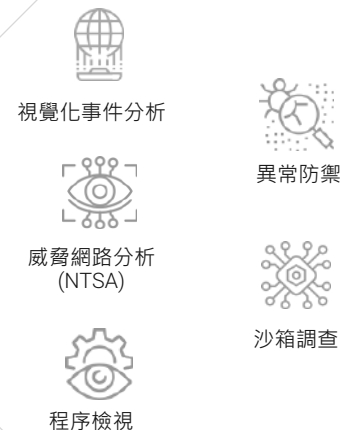 視覺化事件分析
異常防禦
威脅網路分析
(NTSA)
沙箱調查
程序檢視